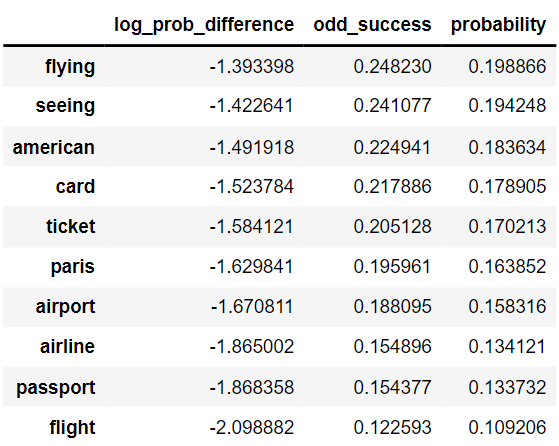 log_prob_difference odd_success probability
flying -1.393398 0.248230 0.198866
seeing -1.422641 0.241077 0.194248
american -1.491918 0.224941 0.183634
card -1.523784 0.217886 0.178905
ticket -1.584121 0.205128 0.170213
paris -1.629841 0.195961 0.163852
airport -1.670811 0.188095 0.158316
airline -1.865002 0.154896 0.134121
passport -1.868358 0.154377 0.133732
flight -2.098882 0.122593 0.109206